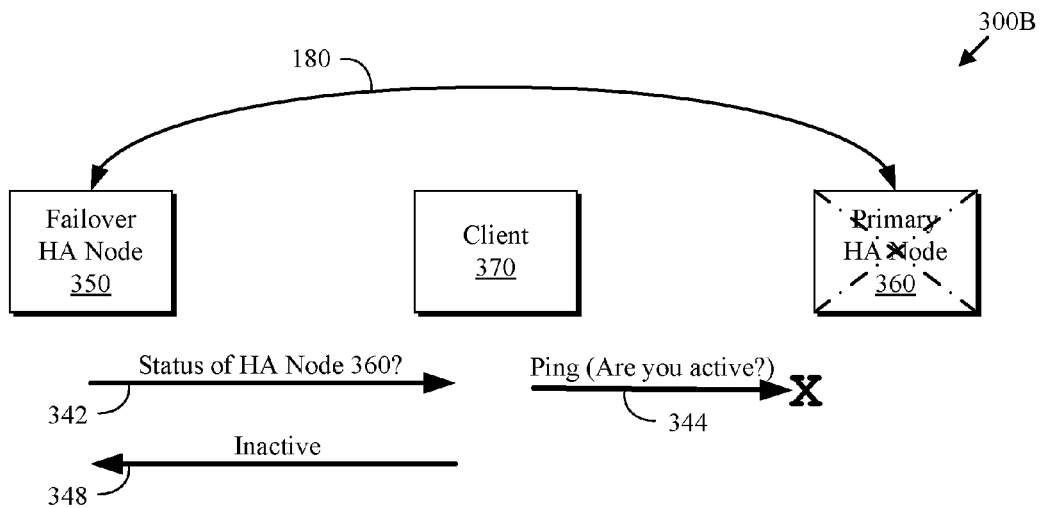 300B
180
Failover
HA Node
350
Client
370
Primary
HA Node
360
Status of HA Node 360?
342
Ping (Are you active?)
X
344
Inactive
348